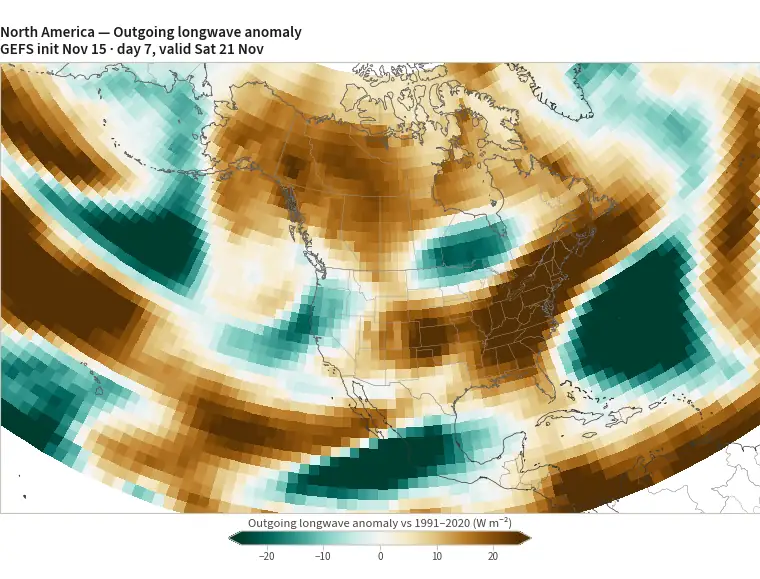 North America — Outgoing longwave anomaly
GEFS init Nov 15 · day 7, valid Sat 21 Nov
Outgoing longwave anomaly vs 1991–2020 (W m⁻²)
−20 −10 0 10 20